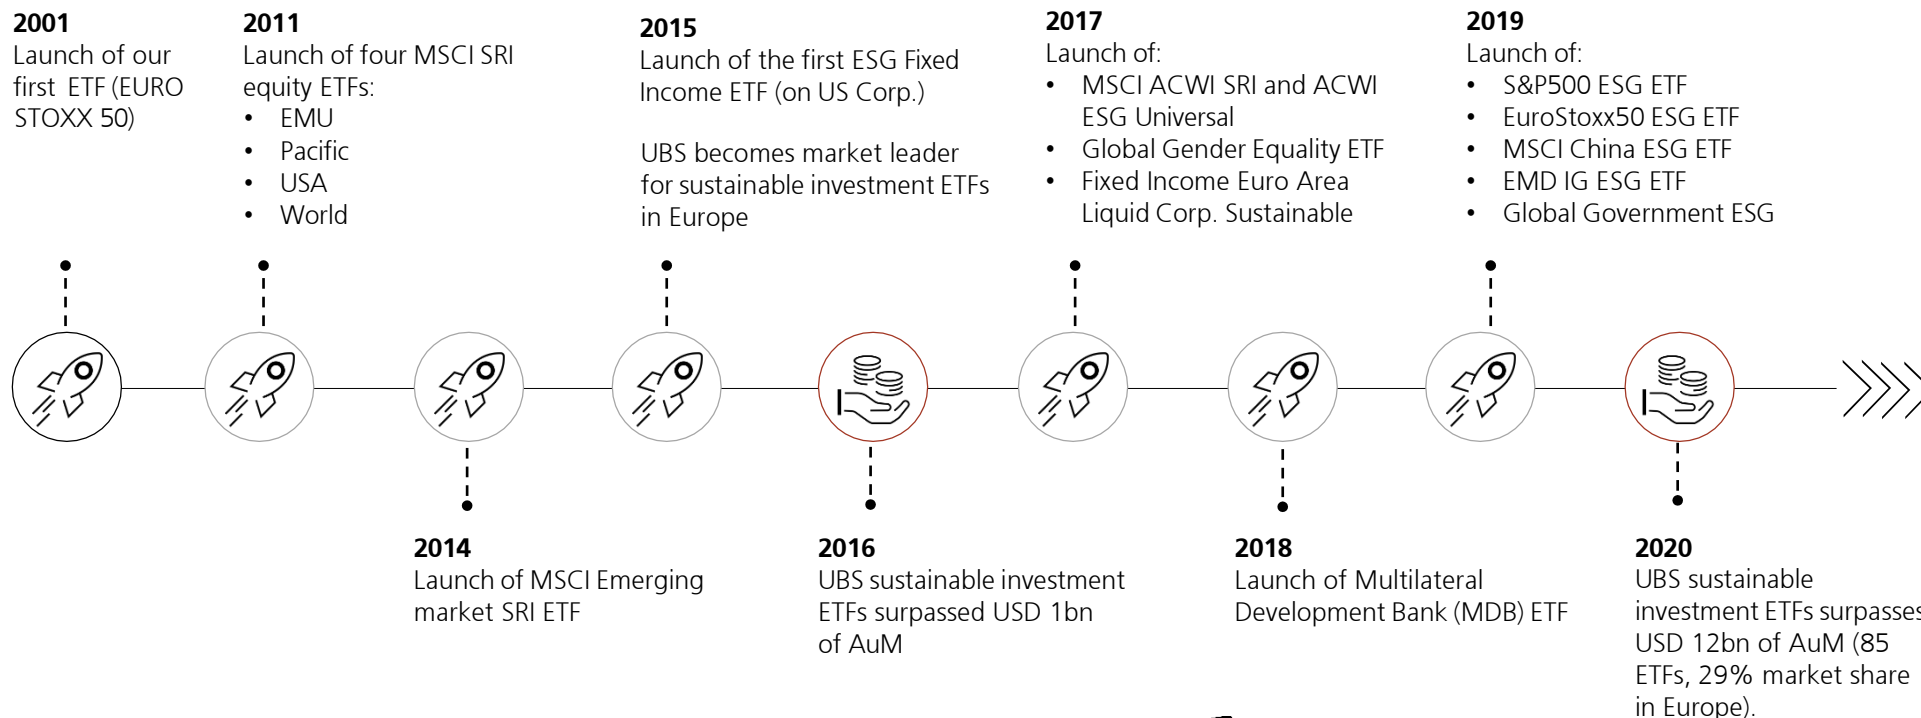 2001
Launch of our
first ETF (EURO
STOXX 50)
2011
Launch of four MSCI SRI
equity ETFs:
• EMU
• Pacific
• USA
• World
2014
Launch of MSCI Emerging
market SRI ETF
2015
Launch of the first ESG Fixed
Income ETF (on US Corp.)
UBS becomes market leader
for sustainable investment ETFs
in Europe
2016
UBS sustainable investment
ETFs surpassed USD 1bn
of AuM
2017
Launch of:
• MSCI ACWI SRI and ACWI
ESG Universal
• Global Gender Equality ETF
• Fixed Income Euro Area
Liquid Corp. Sustainable
2018
Launch of Multilateral
Development Bank (MDB) ETF
2019
Launch of:
• S&P500 ESG ETF
• EuroStoxx50 ESG ETF
• MSCI China ESG ETF
• EMD IG ESG ETF
• Global Government ESG
2020
UBS sustainable
investment ETFs surpasses
USD 12bn of AuM (85
ETFs, 29% market share
in Europe).